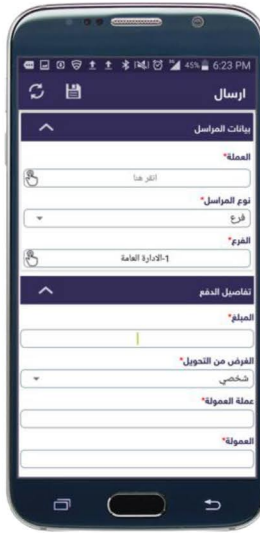 45% 6:23 PM
ارسال
بيانات المراسل
العملة*
انقر هنا
نوع المراسل*
فرع
الفرع*
1-الادارة العامة
تفاصيل الدفع
المبلغ*
الغرض من التحويل*
شخصي
عملة العمولة*
العمولة*